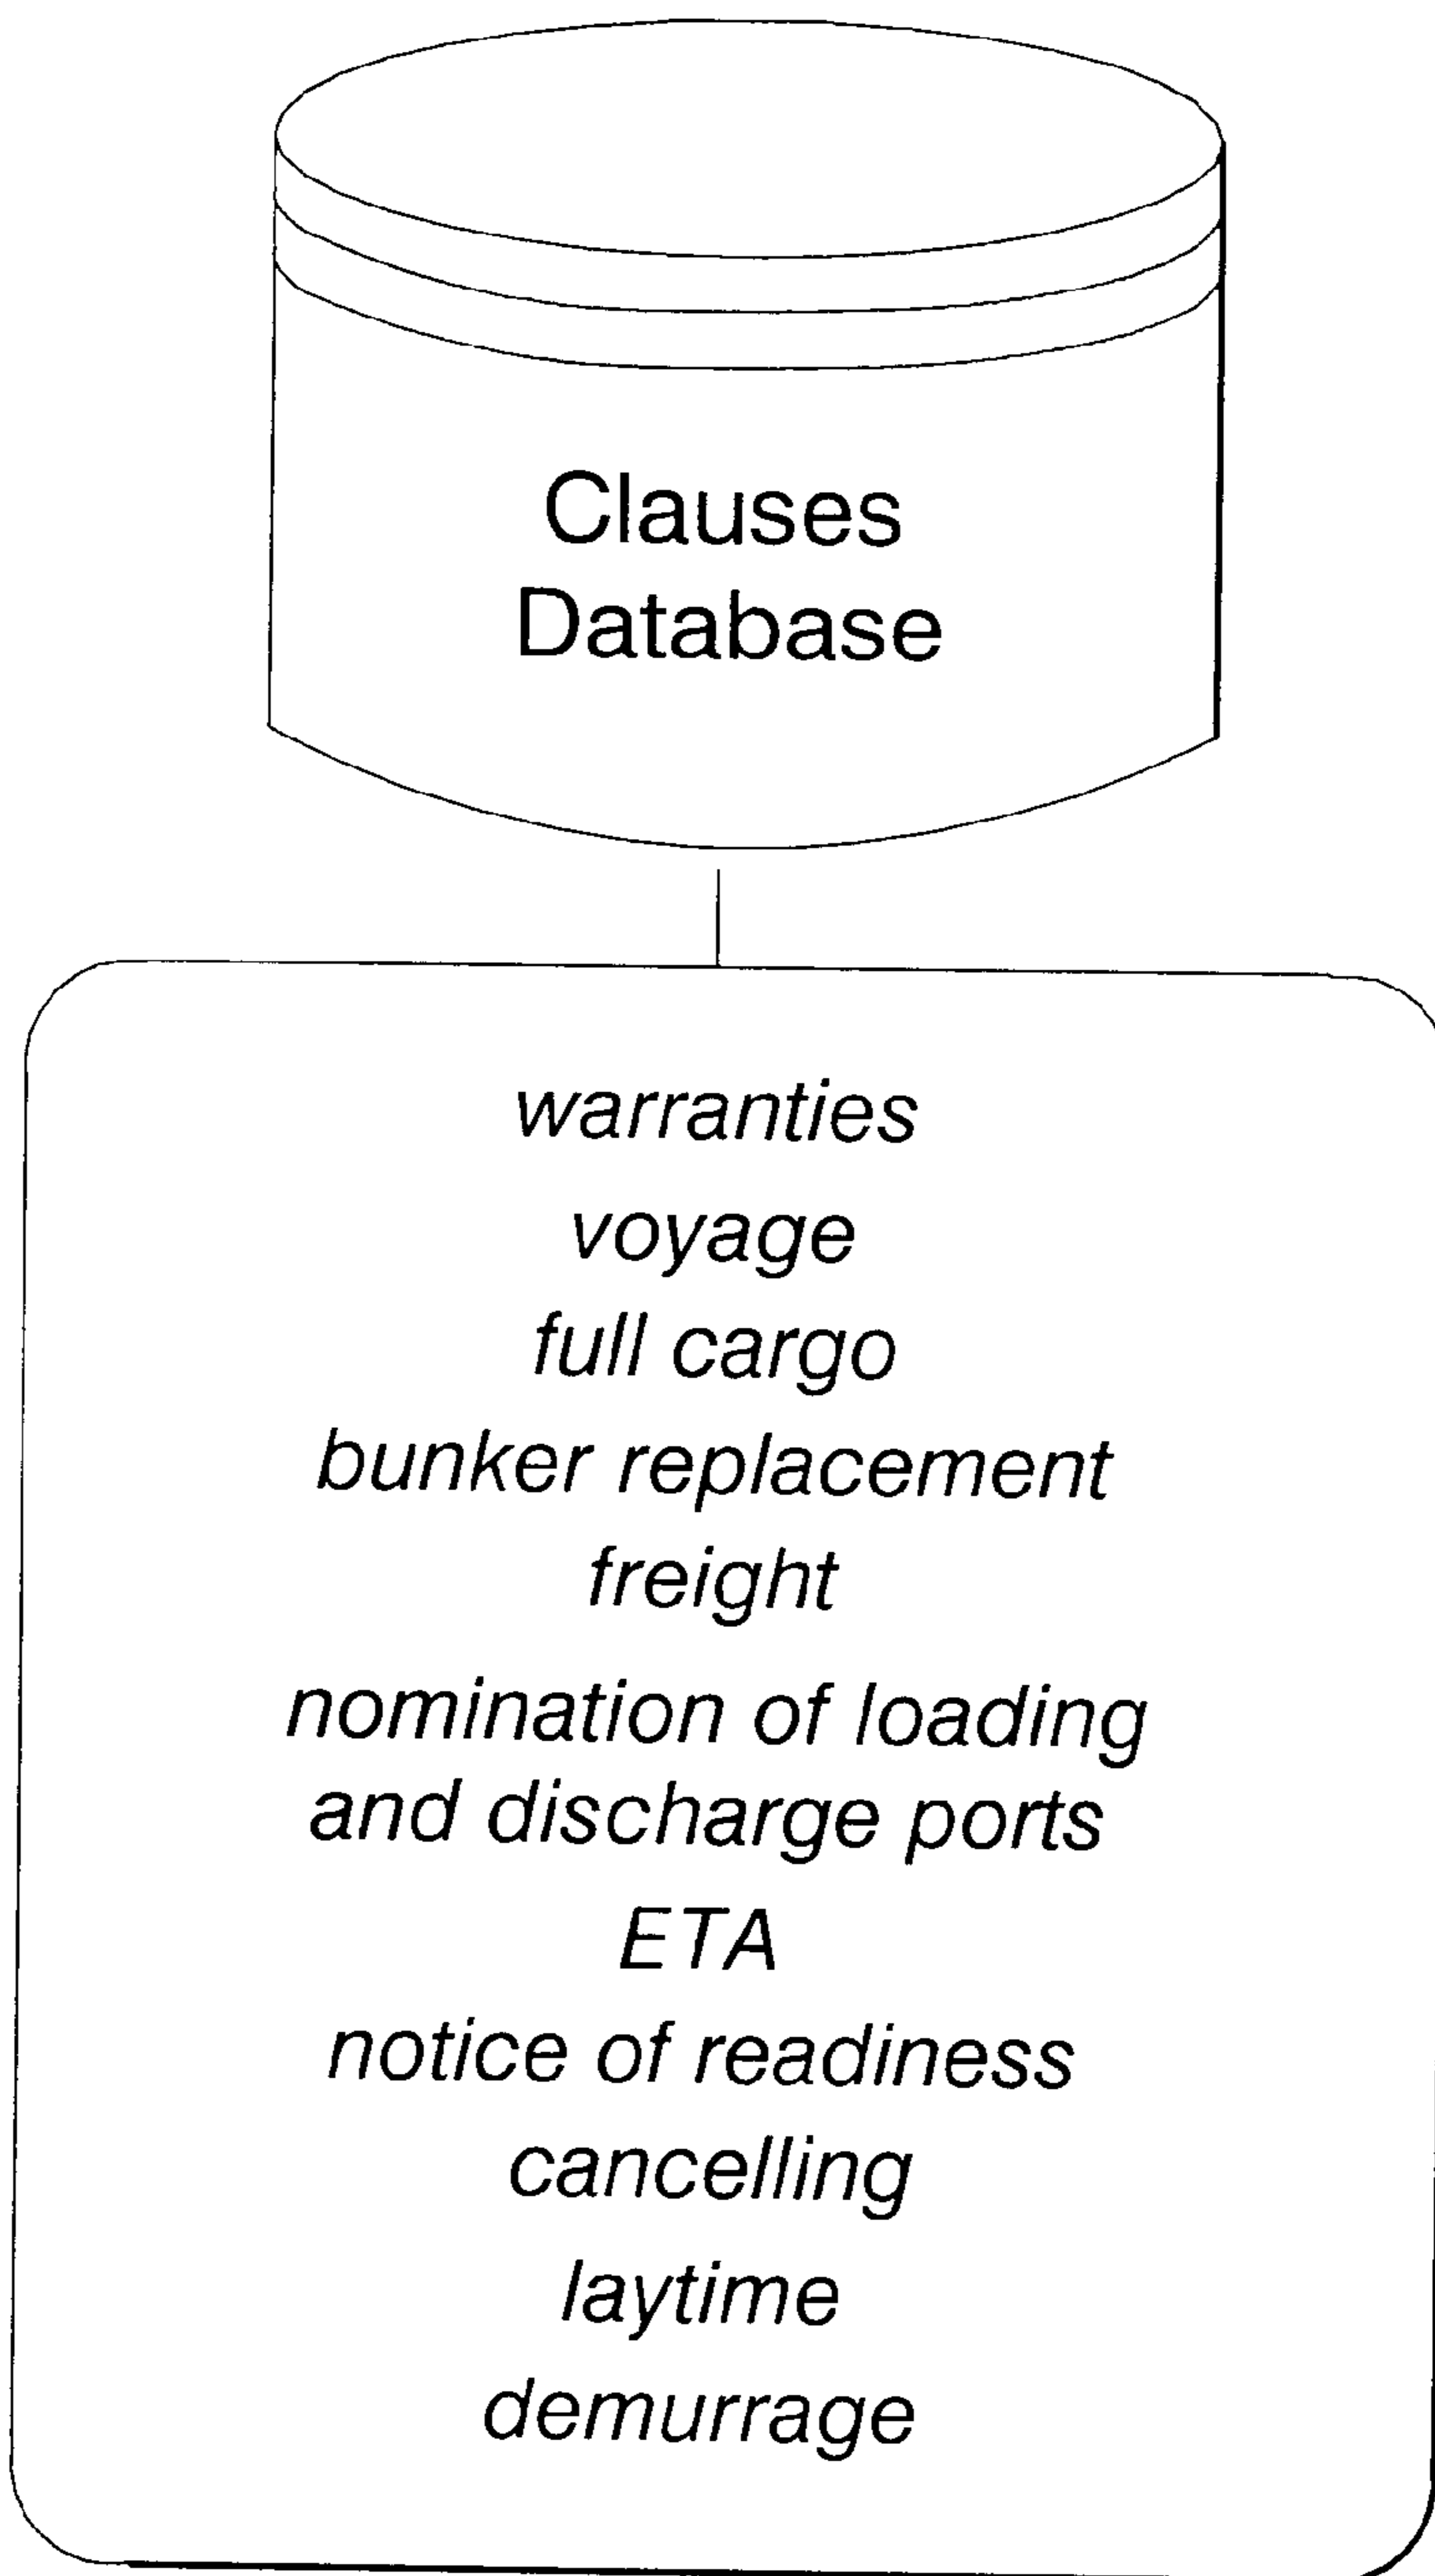 Clauses
Database
warranties
voyage
full cargo
bunker replacement
freight
nomination of loading
and discharge ports
ETA
notice of readiness
cancelling
laytime
demurrage